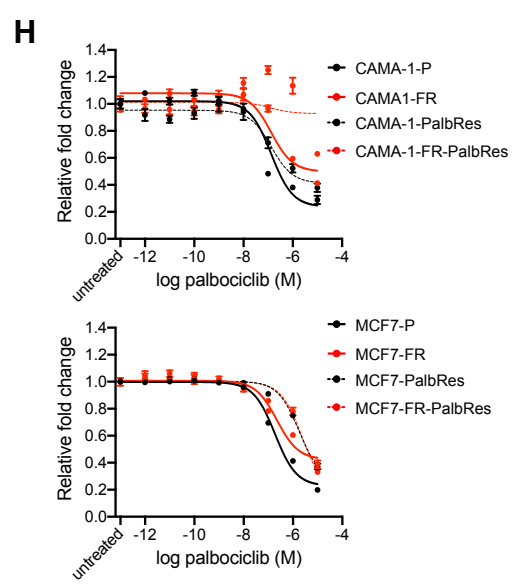 H
1.4
1.2
1.0
0.8
0.6
0.4
0.2
0.0
Relative fold change
untreated -12 -10 -8 -6 -4
log palbociclib (M)
CAMA-1-P
CAMA1-FR
CAMA-1-PalbRes
CAMA-1-FR-PalbRes
1.4
1.2
1.0
0.8
0.6
0.4
0.2
0.0
Relative fold change
untreated -12 -10 -8 -6 -4
log palbociclib (M)
MCF7-P
MCF7-FR
MCF7-PalbRes
MCF7-FR-PalbRes